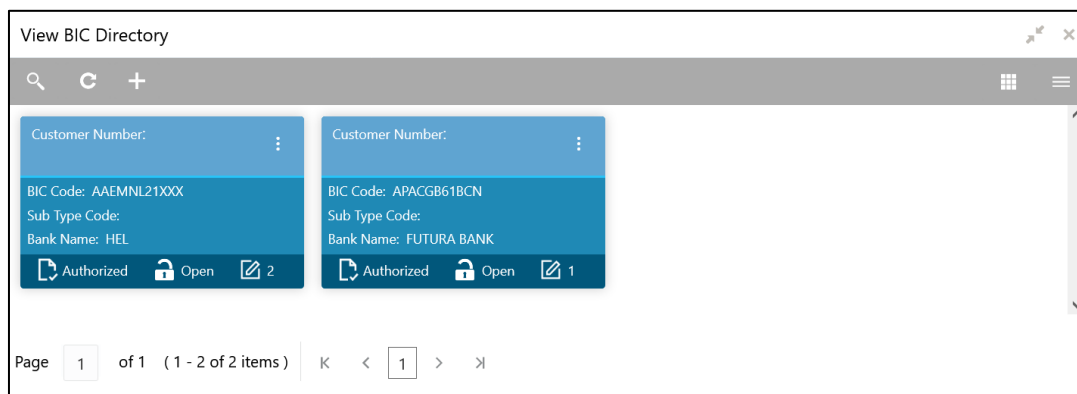 View BIC Directory
Customer Number: Customer Number:
BIC Code: AAEMNL21XXX BIC Code: APACGB61BCN
Sub Type Code: Sub Type Code:
Bank Name: HEL Bank Name: FUTURA BANK
Authorized Open 2 Authorized Open 1
Page 1 of 1 ( 1 - 2 of 2 items ) 1